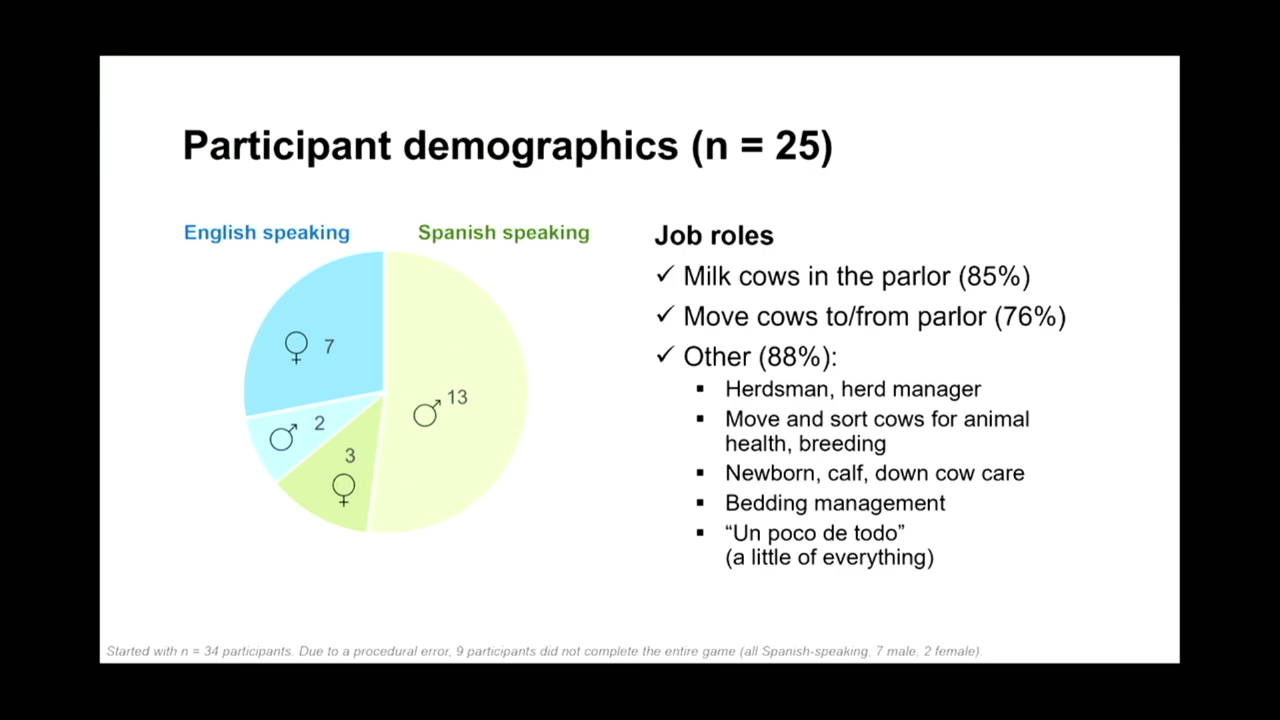 Participant demographics (n = 25)
English speaking
Spanish speaking
7
2
3
13
Job roles
✓ Milk cows in the parlor (85%)
✓ Move cows to/from parlor (76%)
✓ Other (88%):
▪ Herdsman, herd manager
▪ Move and sort cows for animal
health, breeding
▪ Newborn, calf, down cow care
▪ Bedding management
▪ “Un poco de todo”
(a little of everything)
Started with n = 34 participants. Due to a procedural error, 9 participants did not complete the entire game (all Spanish-speaking, 7 male, 2 female).